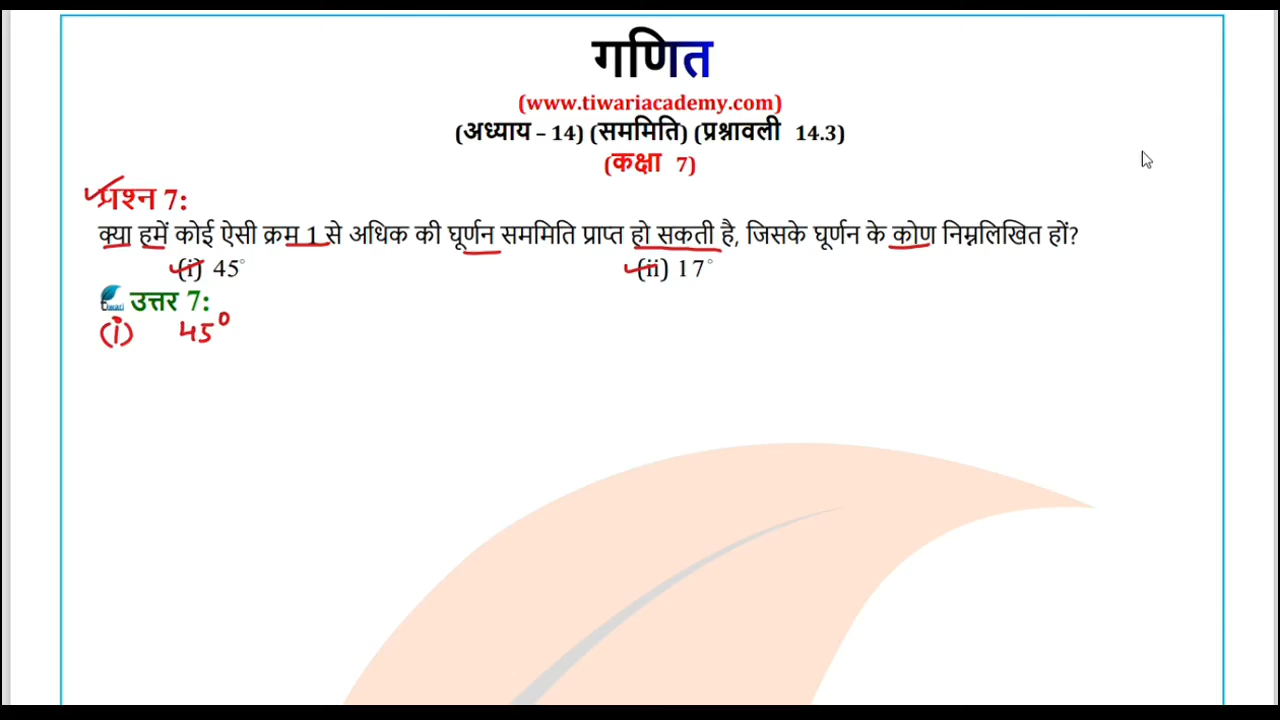 गणित
(www.tiwariacademy.com)
(अध्याय – 14) (सममिति) (प्रश्नावली 14.3)
(कक्षा 7)
प्रश्न 7:
क्या हमें कोई ऐसी क्रम 1 से अधिक की घूर्णन सममिति प्राप्त हो सकती है, जिसके घूर्णन के कोण निम्नलिखित हों?
(i) 45° (ii) 17°
Tiwari उत्तर 7:
(i) 45°